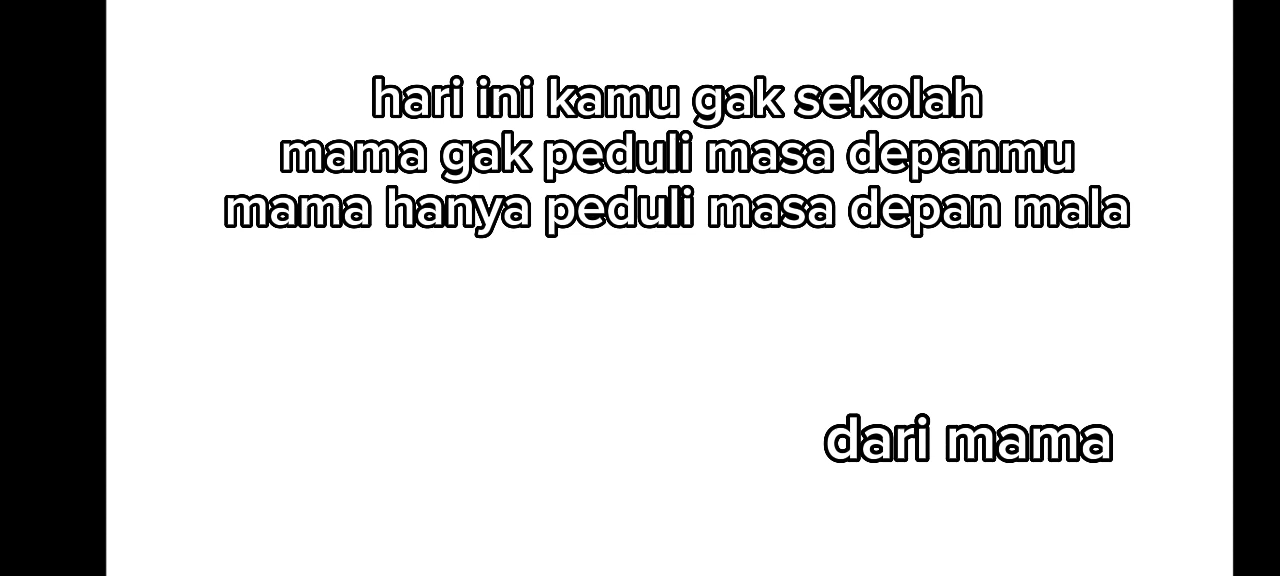 hari ini kamu gak sekolah
mama gak peduli masa depanmu
mama hanya peduli masa depan mala
dari mama